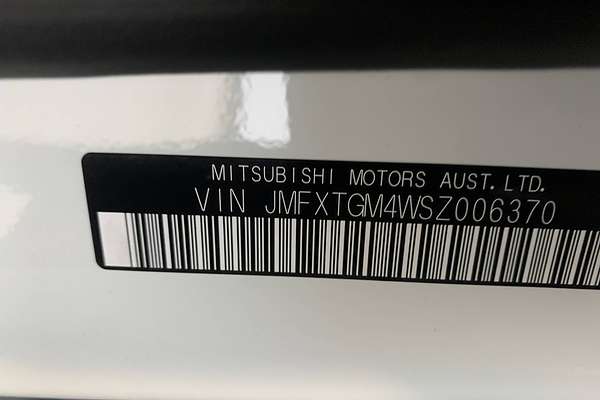 MITSUBISHI MOTORS AUST.LTD.
VIN JMFXTGM4WSZ006370